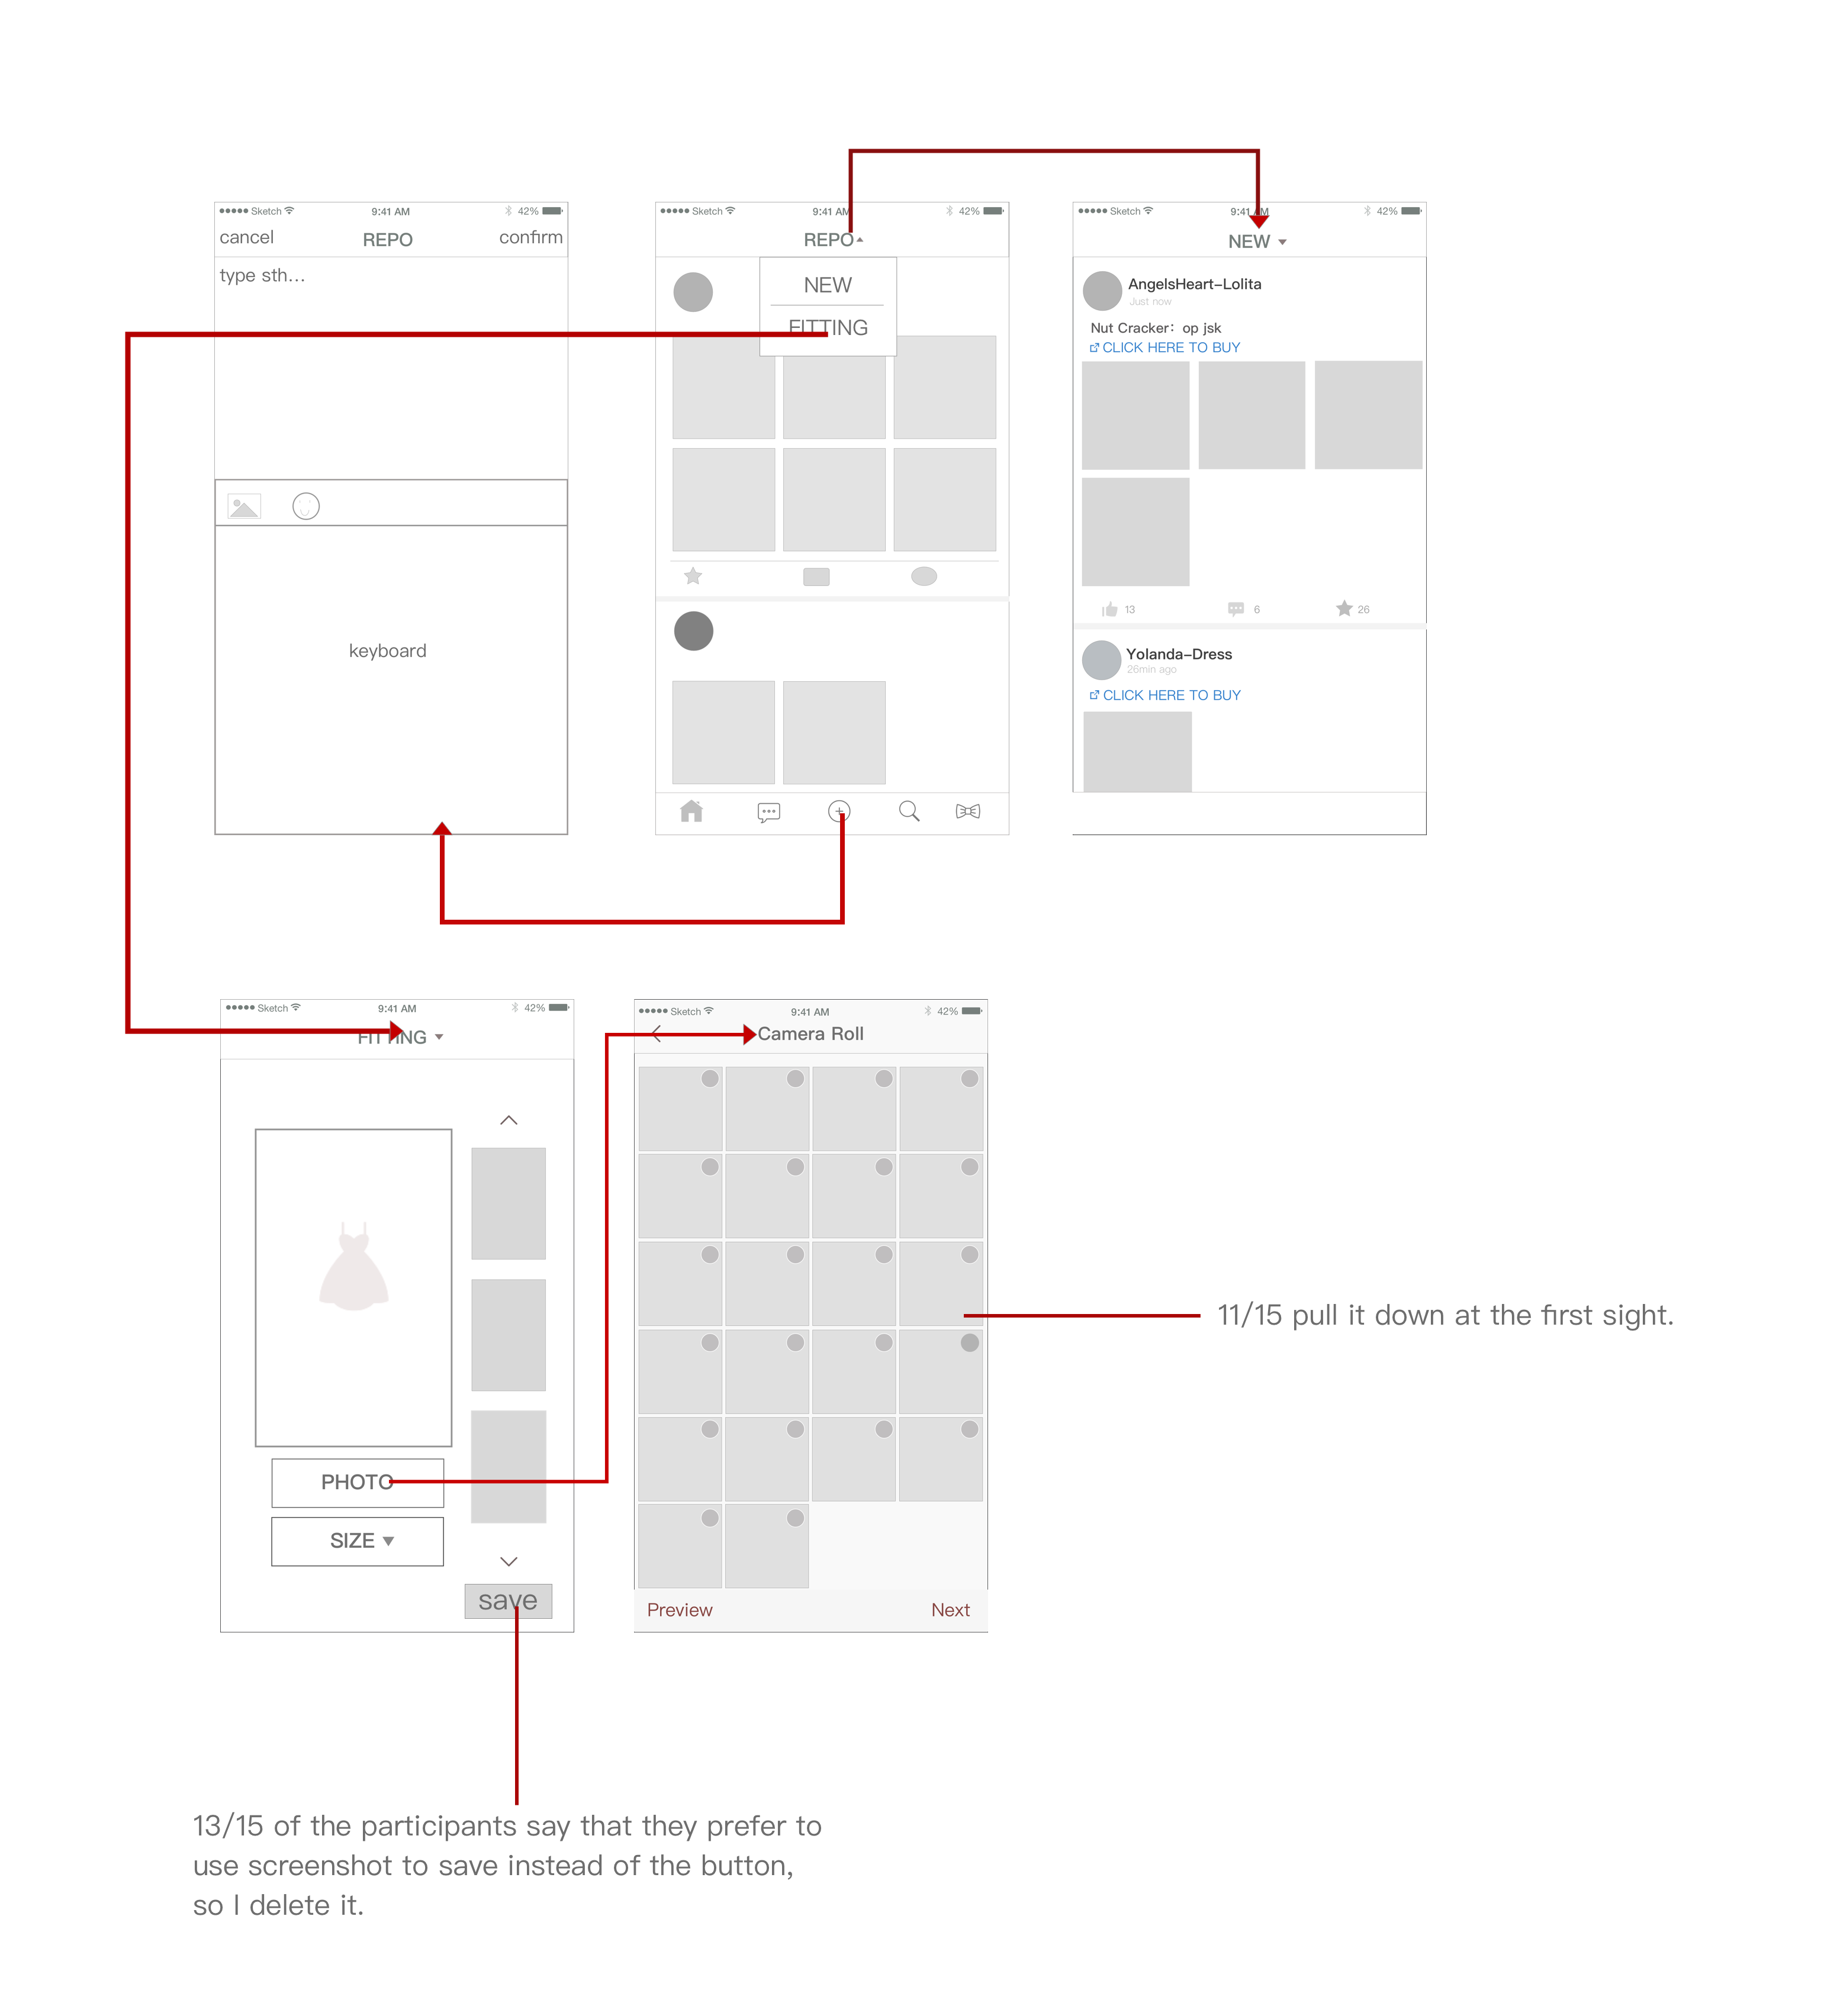 Sketch 9:41 AM 42%
cancel REPO confirm
type sth...
keyboard
Sketch 9:41 AM 42%
REPO
NEW
FITTING
Sketch 9:41 AM 42%
NEW
AngelsHeart-Lolita
Just now
Nut Cracker: op jsk
CLICK HERE TO BUY
13 6 26
Yolanda-Dress
26min ago
CLICK HERE TO BUY
Sketch 9:41 AM 42%
FITTING
PHOTO
SIZE
save
Sketch 9:41 AM 42%
Camera Roll
Preview Next
11/15 pull it down at the first sight.
13/15 of the participants say that they prefer to
use screenshot to save instead of the button,
so I delete it.